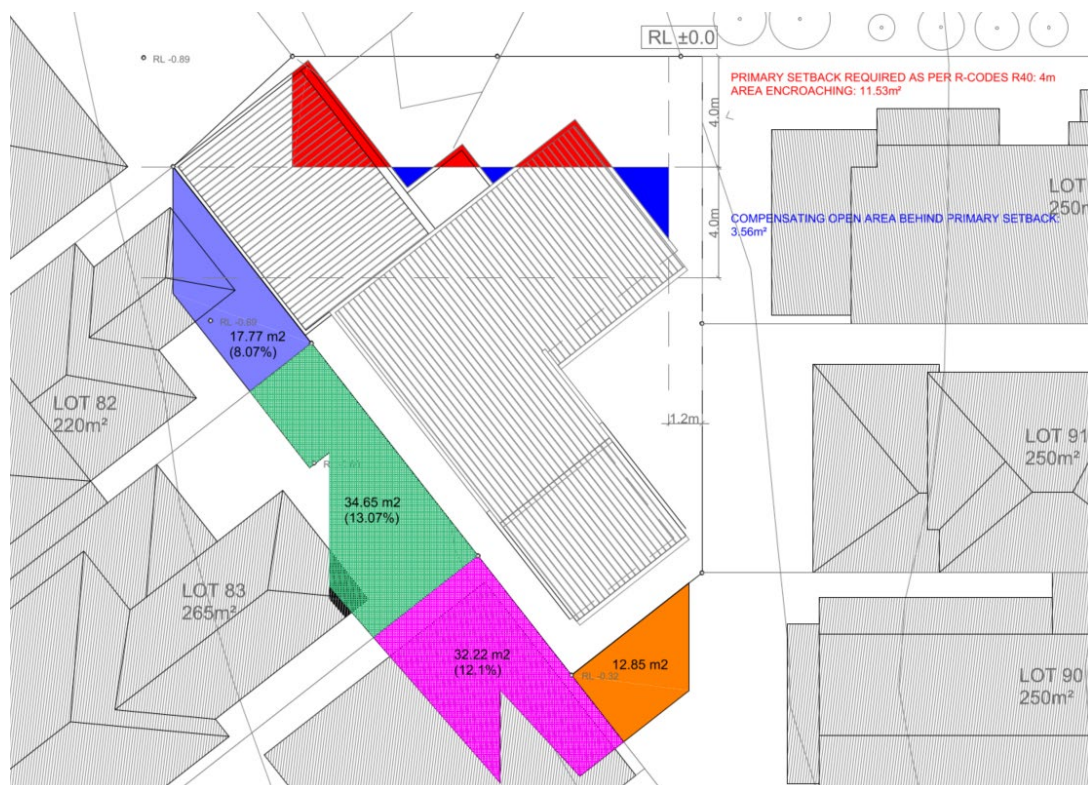 RL ±0.0
RL -0.89
PRIMARY SETBACK REQUIRED AS PER R-CODES R40: 4m
AREA ENCROACHING: 11.53m²
4.0m
LOT
250m
COMPENSATING OPEN AREA BEHIND PRIMARY SETBACK:
3.56m²
4.0m
17.77 m2
(8.07%)
LOT 82
220m²
1.2m
LOT 91
250m²
34.65 m2
(13.07%)
LOT 83
265m²
32.22 m2
(12.1%)
12.85 m2
RL -0.32
LOT 90
250m²